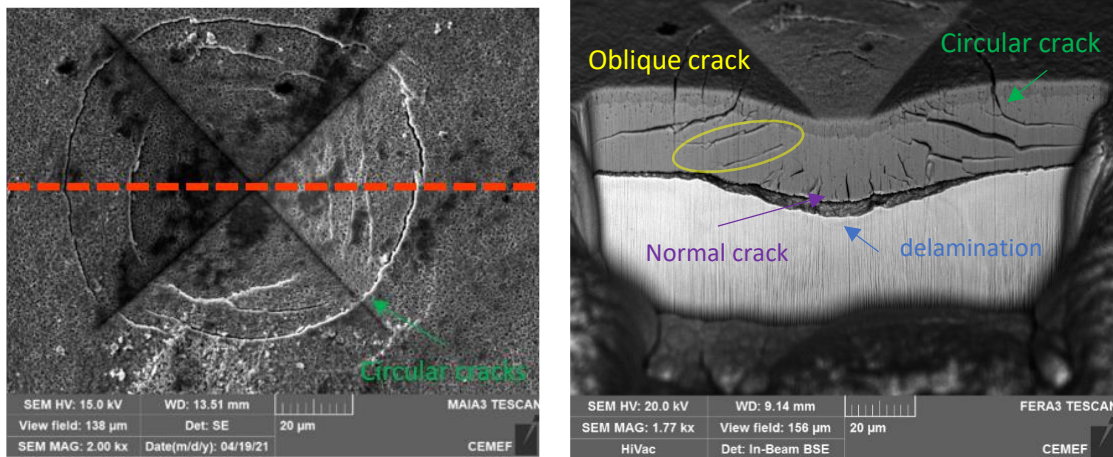 Circular cracks
SEM HV: 15.0 kV WD: 13.51 mm MAIA3 TESCAN
View field: 138 µm Det: SE 20 µm
SEM MAG: 2.00 kx Date(m/d/y): 04/19/21 CEMEF
Oblique crack
Circular crack
Normal crack
delamination
SEM HV: 20.0 kV WD: 9.14 mm FERA3 TESCAN
SEM MAG: 1.77 kx View field: 156 µm 20 µm
HiVac Det: In-Beam BSE CEMEF